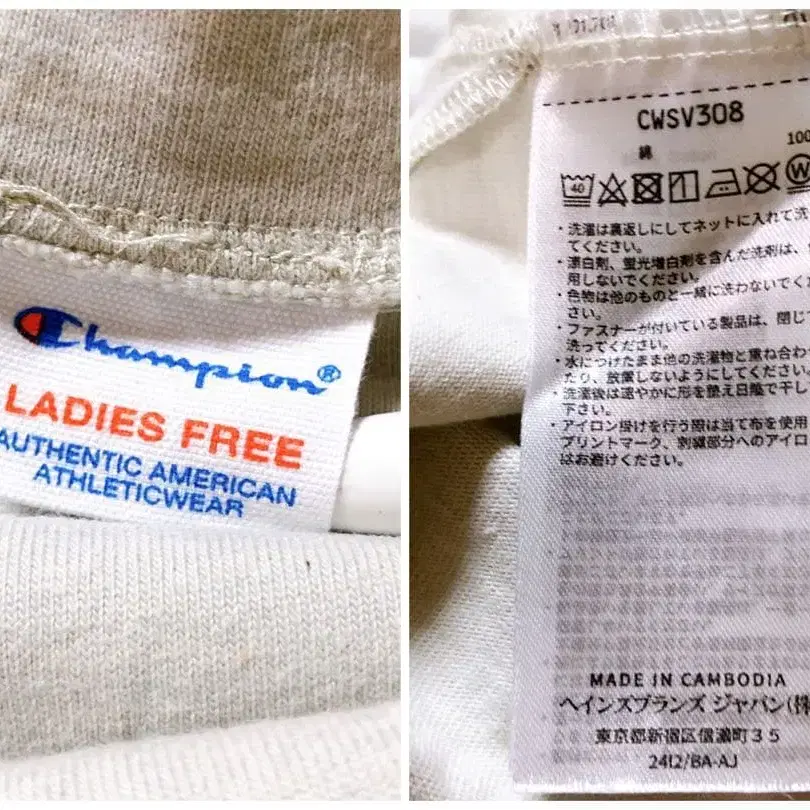 Champion®
LADIES FREE
AUTHENTIC AMERICAN
ATHLETICWEAR
CWSV308
綿 100
40
W
・洗濯は裏返しにしてネットに入れて洗
てください。
・漂白剤、蛍光増白剤を含んだ洗剤は、
用しないでください。
・色物は他のものと一緒に洗わないでくだ
さい。
・ファスナーが付いている製品は、閉じて
洗ってください。
・水につけたまま他の洗濯物と重ね合わ
たり、放置しないようにしてください。
・洗濯後は速やかに形を整え日陰で干し
下さい。
・アイロン掛けを行う際は当て布を使用
プリントマーク、刺繍部分へのアイロ
はお避けください。
MADE IN CAMBODIA
ヘインズブランズ ジャパン(株
東京都新宿区信濃町35
2412/BA-AJ